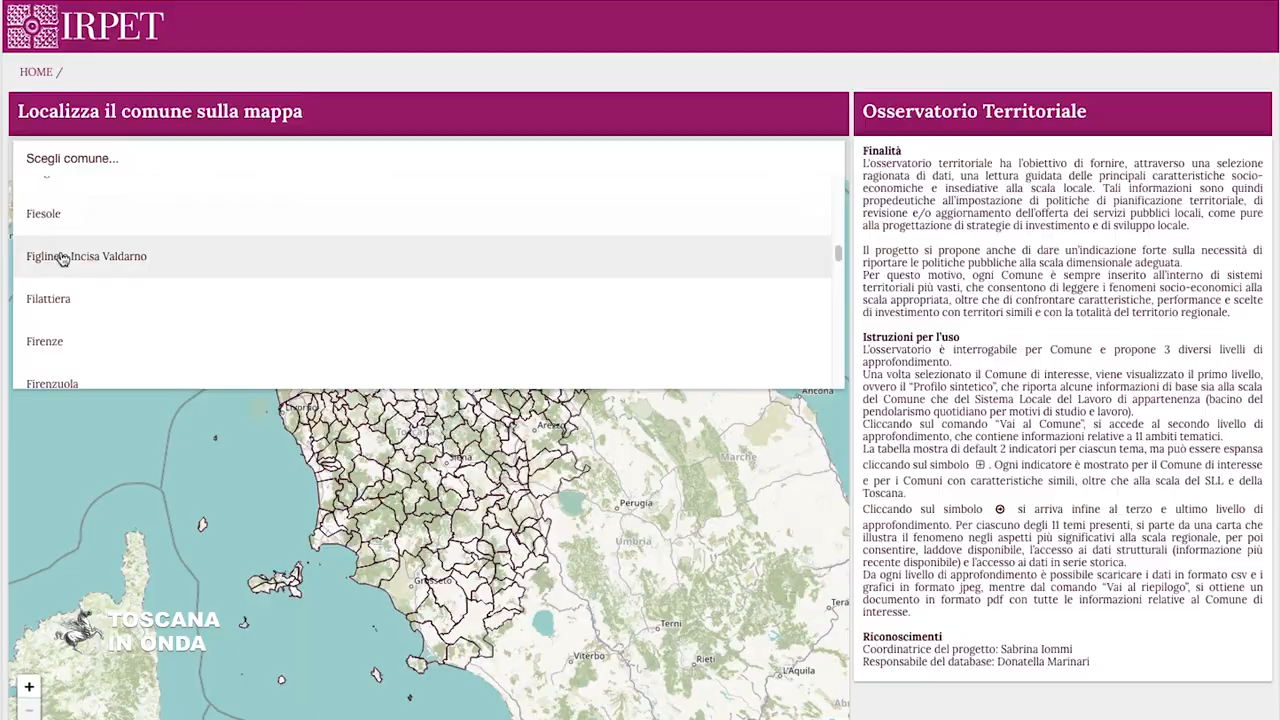 IRPET
HOME /
Localizza il comune sulla mappa
Scegli comune...
Fiesole
Incisa Valdarno
Filattiera
Firenze
Firenzuola
Livorno
Arezzo
Toscana
Siena
Ancona
Marche
Perugia
Umbria
Grosseto
Terni
Viterbo
Rieti
L'Aquila
TOSCANA
IN ONDA
+
−
Osservatorio Territoriale
Finalità
L'osservatorio territoriale ha l'obiettivo di fornire, attraverso una selezione
ragionata di dati, una lettura guidata delle principali caratteristiche socio-
economiche e insediative alla scala locale. Tali informazioni sono quindi
propedeutiche all'impostazione di politiche di pianificazione territoriale, di
revisione e/o aggiornamento dell'offerta dei servizi pubblici locali, come pure
alla progettazione di strategie di investimento e di sviluppo locale.
Il progetto si propone anche di dare un'indicazione forte sulla necessità di
riportare le politiche pubbliche alla scala dimensionale adeguata.
Per questo motivo, ogni Comune è sempre inserito all'interno di sistemi
territoriali più vasti, che consentono di leggere i fenomeni socio-economici alla
scala appropriata, oltre che di confrontare caratteristiche, performance e scelte
di investimento con territori simili e con la totalità del territorio regionale.
Istruzioni per l'uso
L'osservatorio è interrogabile per Comune e propone 3 diversi livelli di
approfondimento.
Una volta selezionato il Comune di interesse, viene visualizzato il primo livello,
ovvero il "Profilo sintetico", che riporta alcune informazioni di base sia alla scala
del Comune che del Sistema Locale del Lavoro di appartenenza (bacino del
pendolarismo quotidiano per motivi di studio e lavoro).
Cliccando sul comando "Vai al Comune", si accede al secondo livello di
approfondimento, che contiene informazioni relative a 11 ambiti tematici.
La tabella mostra di default 2 indicatori per ciascun tema, ma può essere espansa
cliccando sul simbolo ⊞ . Ogni indicatore è mostrato per il Comune di interesse
e per i Comuni con caratteristiche simili, oltre che alla scala del SLL e della
Toscana.
Cliccando sul simbolo si arriva infine al terzo e ultimo livello di
approfondimento. Per ciascuno degli 11 temi presenti, si parte da una carta che
illustra il fenomeno negli aspetti più significativi alla scala regionale, per poi
consentire, laddove disponibile, l'accesso ai dati strutturali (informazione più
recente disponibile) e l'accesso ai dati in serie storica.
Da ogni livello di approfondimento è possibile scaricare i dati in formato csv e i
grafici in formato jpeg, mentre dal comando "Vai al riepilogo", si ottiene un
documento in formato pdf con tutte le informazioni relative al Comune di
interesse.
Riconoscimenti
Coordinatrice del progetto: Sabrina Iommi
Responsabile del database: Donatella Marinari